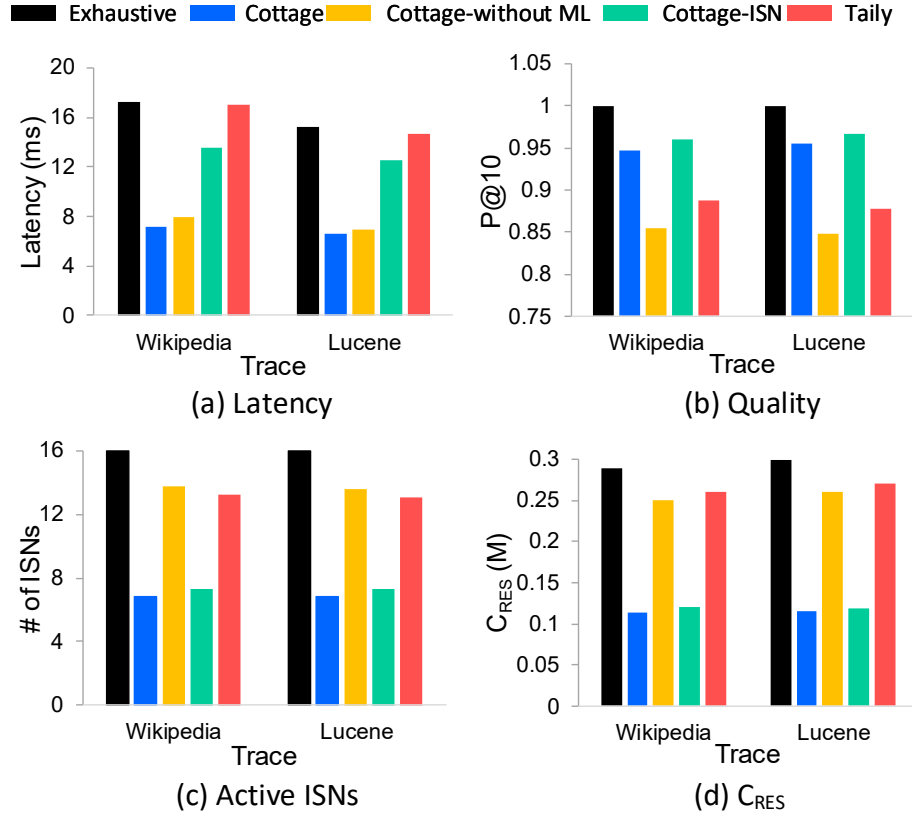 Exhaustive Cottage Cottage-without ML Cottage-ISN Taily
20
16
12
8
4
0
Latency (ms)
Wikipedia Lucene
Trace
(a) Latency
1.05
1
0.95
0.9
0.85
0.8
0.75
P@10
Wikipedia Lucene
Trace
(b) Quality
16
12
8
4
0
# of ISNs
Wikipedia Lucene
Trace
(c) Active ISNs
0.3
0.25
0.2
0.15
0.1
0.05
0
CRES (M)
Wikipedia Lucene
Trace
(d) CRES